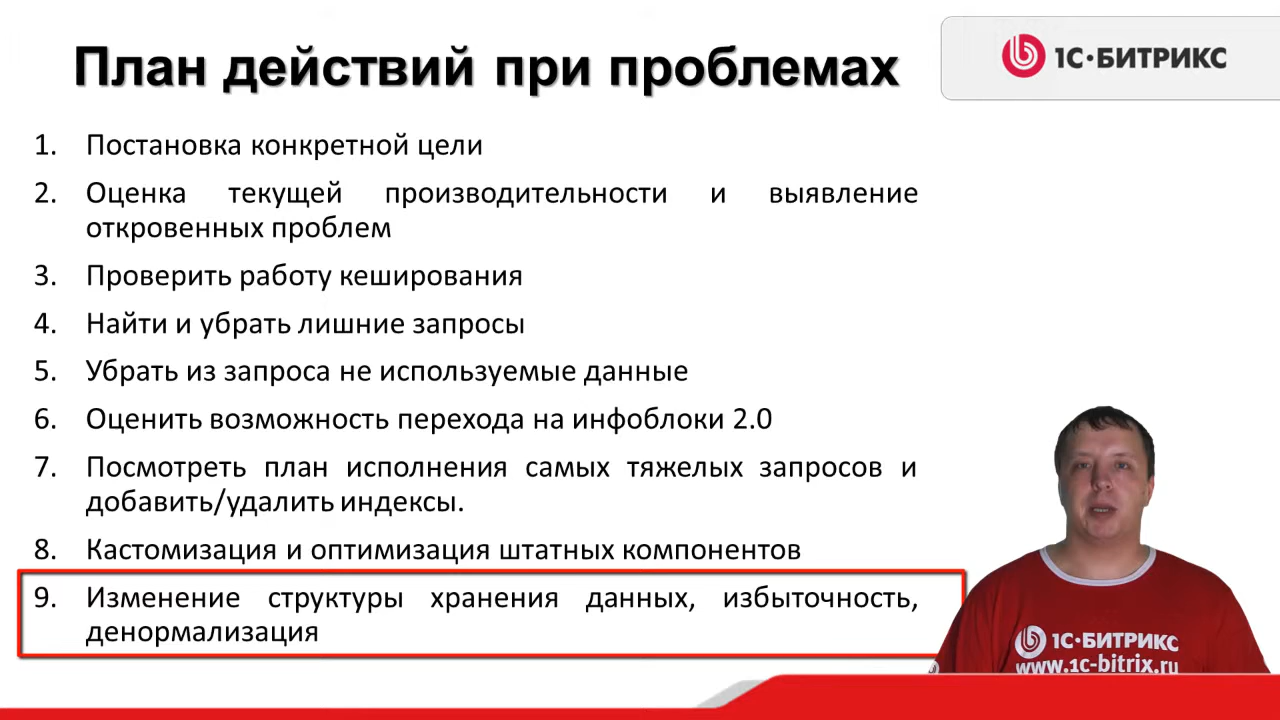 План действий при проблемах
1С·БИТРИКС
1. Постановка конкретной цели
2. Оценка текущей производительности и выявление
откровенных проблем
3. Проверить работу кеширования
4. Найти и убрать лишние запросы
5. Убрать из запроса не используемые данные
6. Оценить возможность перехода на инфоблоки 2.0
7. Посмотреть план исполнения самых тяжелых запросов и
добавить/удалить индексы.
8. Кастомизация и оптимизация штатных компонентов
9. Изменение структуры хранения данных, избыточность,
денормализация
1С·БИТРИКС
www.1c-bitrix.ru